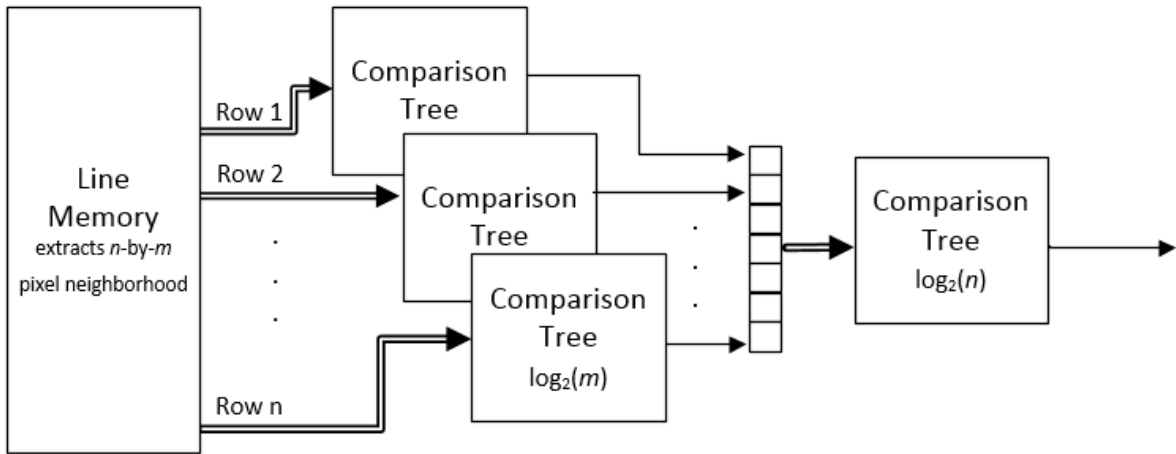 Line
Memory
extracts n-by-m
pixel neighborhood
Row 1
Row 2
Row n
Comparison
Tree
Comparison
Tree
Comparison
Tree
log₂(m)
Comparison
Tree
log₂(n)